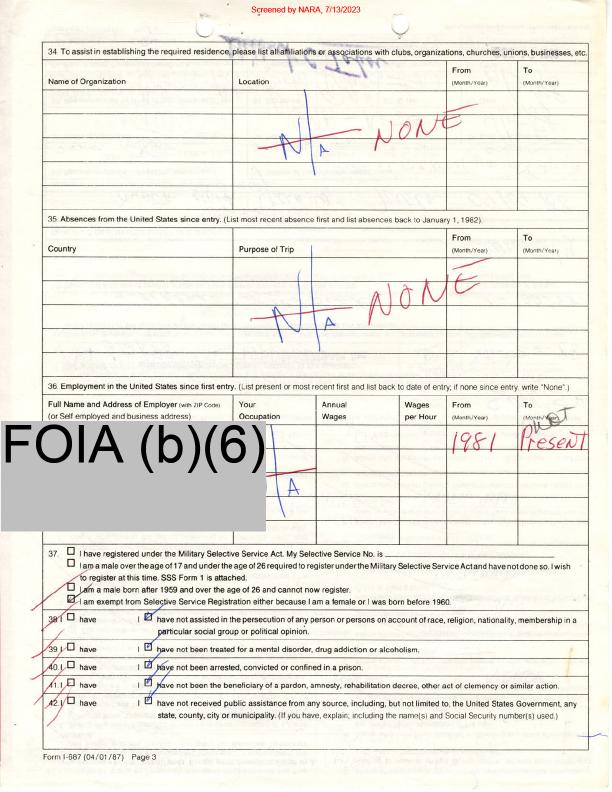 Screened by NARA, 7/13/2023
34 To assist in establishing the required residence, please list all affiliations or associations with clubs, organizations, churches, unions, businesses, etc.
Name of Organization Location From (Month/Year) To (Month/Year)
N/A NONE
35. Absences from the United States since entry. (List most recent absence first and list absences back to January 1, 1982).
Country Purpose of Trip From (Month/Year) To (Month/Year)
N/A NONE
36. Employment in the United States since first entry. (List present or most recent first and list back to date of entry; if none since entry, write "None".)
Full Name and Address of Employer (with ZIP Code) Your Annual Wages From To
(or Self employed and business address) Occupation Wages per Hour (Month/Year) (Month/Year)
NOT
FOIA (b)(6) 1981 Present
A
37. I have registered under the Military Selective Service Act. My Selective Service No. is
I am a male over the age of 17 and under the age of 26 required to register under the Military Selective Service Act and have not done so. I wish
to register at this time. SSS Form 1 is attached.
I am a male born after 1959 and over the age of 26 and cannot now register.
I am exempt from Selective Service Registration either because I am a female or I was born before 1960.
38. I have I have not assisted in the persecution of any person or persons on account of race, religion, nationality, membership in a
particular social group or political opinion.
39. I have I have not been treated for a mental disorder, drug addiction or alcoholism.
40. I have I have not been arrested, convicted or confined in a prison.
41. I have I have not been the beneficiary of a pardon, amnesty, rehabilitation decree, other act of clemency or similar action.
42. I have I have not received public assistance from any source, including, but not limited to, the United States Government, any
state, county, city or municipality. (If you have, explain; including the name(s) and Social Security number(s) used.)
Form I-687 (04/01/87) Page 3